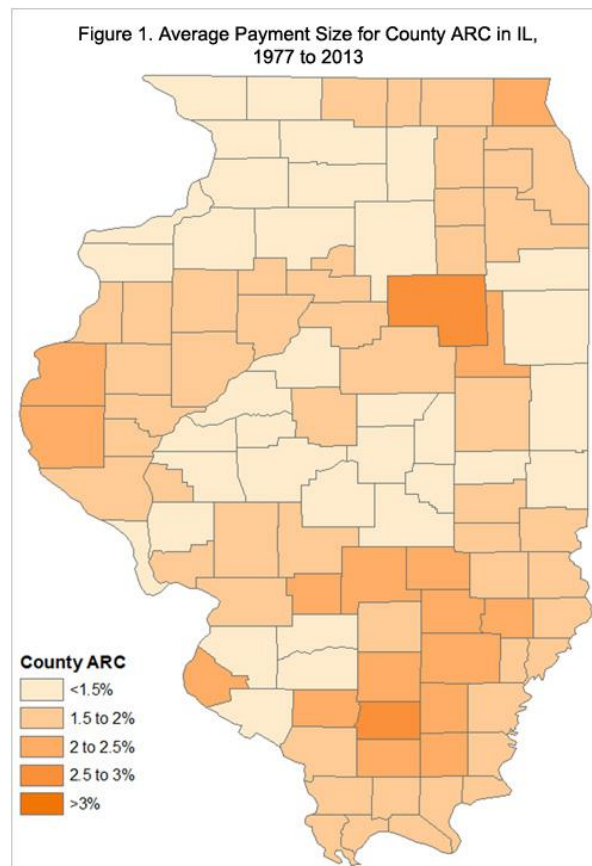 Figure 1. Average Payment Size for County ARC in IL,
1977 to 2013
County ARC
<1.5%
1.5 to 2%
2 to 2.5%
2.5 to 3%
>3%